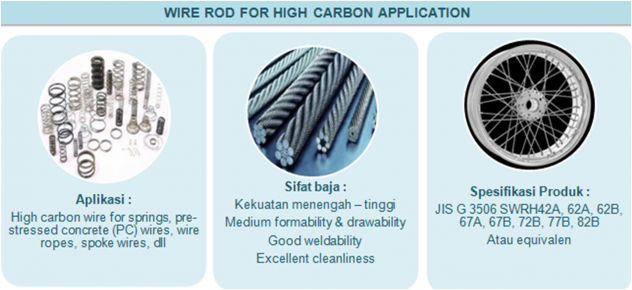 WIRE ROD FOR HIGH CARBON APPLICATION
Aplikasi :
High carbon wire for springs, pre-
stressed concrete (PC) wires, wire
ropes, spoke wires, dll
Sifat baja :
Kekuatan menengah – tinggi
Medium formability & drawability
Good weldability
Excellent cleanliness
Spesifikasi Produk :
JIS G 3506 SWRH42A, 62A, 62B,
67A, 67B, 72B, 77B, 82B
Atau equivalen